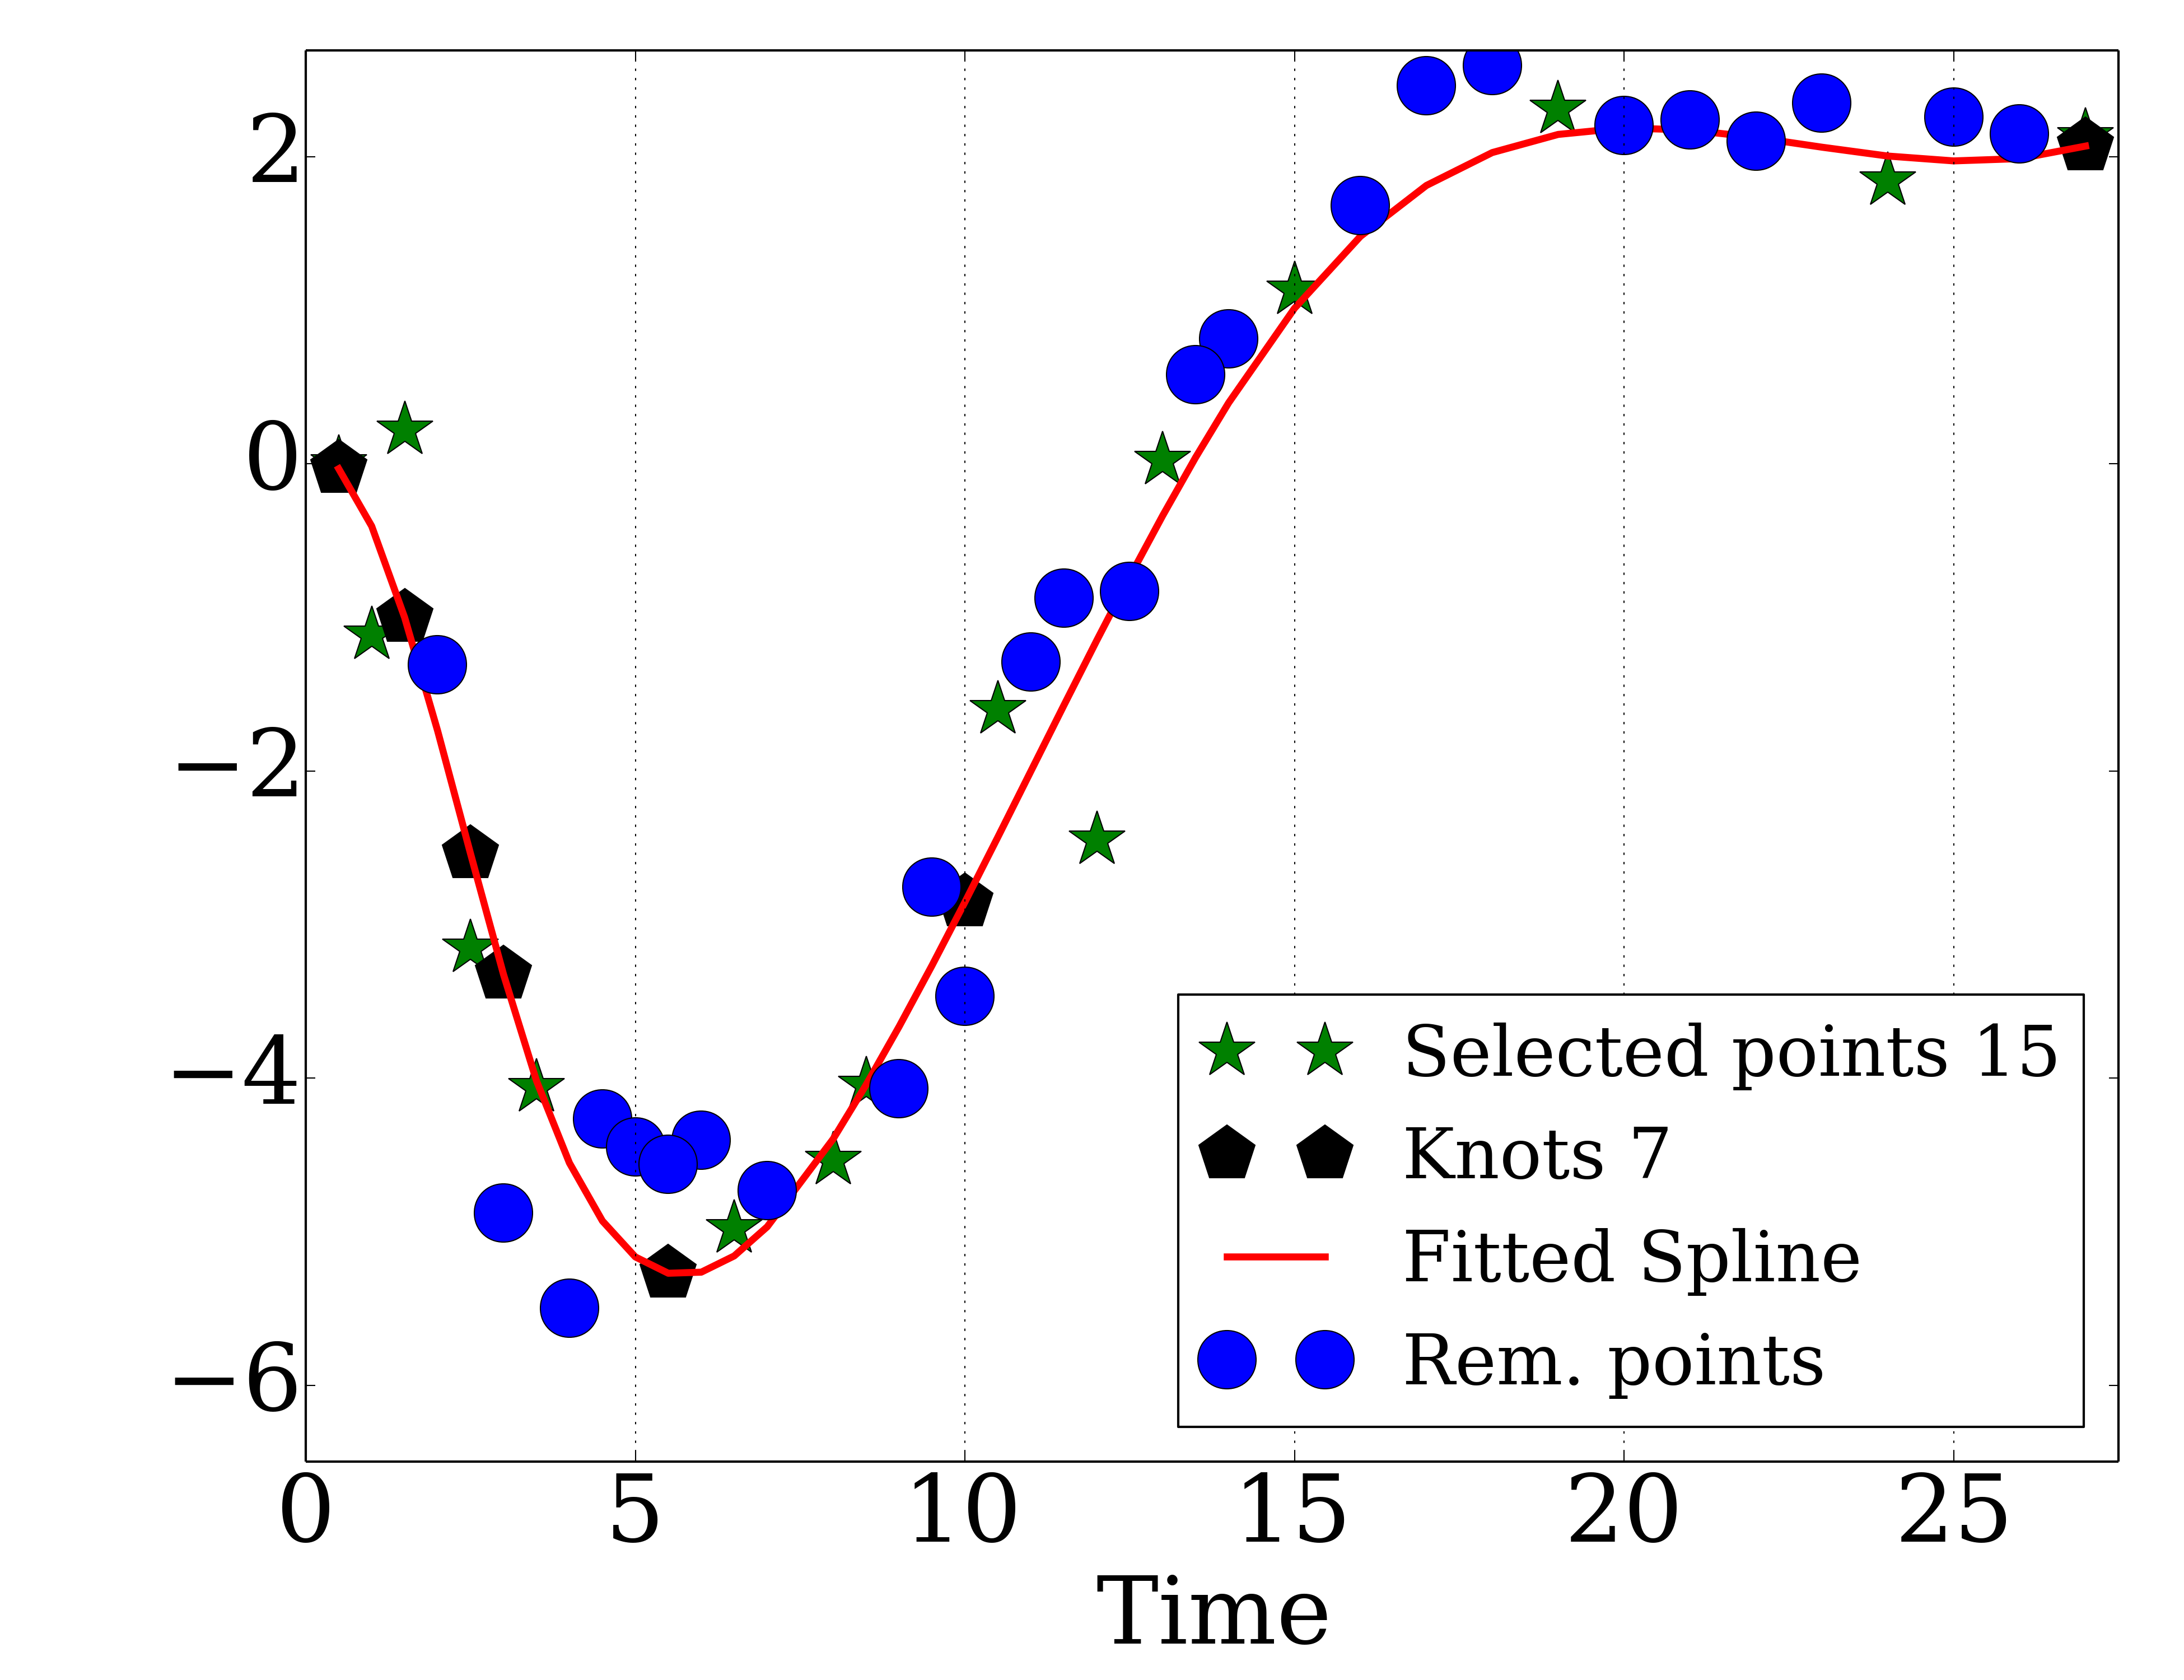 2
0
−2
−4
−6
0 5 10 15 20 25
Time
Selected points 15
Knots 7
Fitted Spline
Rem. points